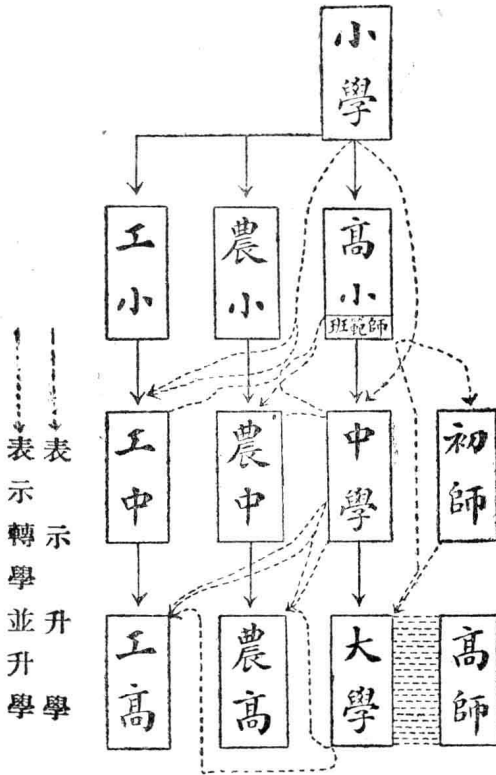 小學
高小
師範班
農小
工小
初師
中學
農中
工中
高師
大學
農高
工高
表示升學
表示轉學並升學